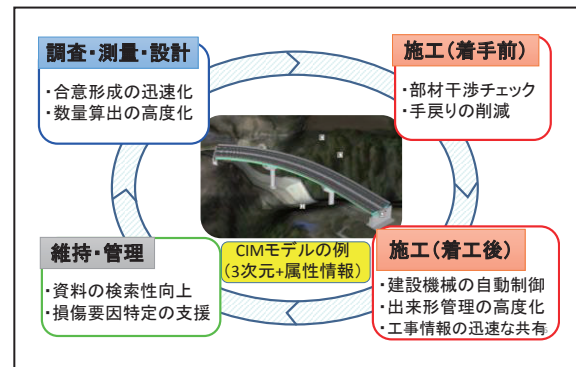 調査・測量・設計
・合意形成の迅速化
・数量算出の高度化
施工(着手前)
・部材干渉チェック
・手戻りの削減
CIMモデルの例
(3次元+属性情報)
維持・管理
・資料の検索性向上
・損傷要因特定の支援
施工(着工後)
・建設機械の自動制御
・出来形管理の高度化
・工事情報の迅速な共有